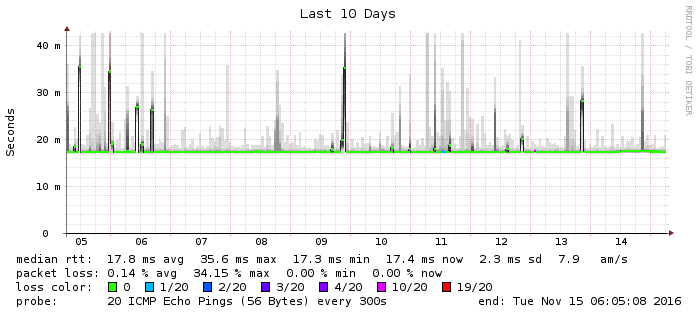 Last 10 Days
RRDTOOL / TOBI OETIKER
Seconds
40 m
30 m
20 m
10 m
0
05 06 07 08 09 10 11 12 13 14
median rtt: 17.8 ms avg 35.6 ms max 17.3 ms min 17.4 ms now 2.3 ms sd 7.9 am/s
packet loss: 0.14 % avg 34.15 % max 0.00 % min 0.00 % now
loss color: 0 1/20 2/20 3/20 4/20 10/20 19/20
probe: 20 ICMP Echo Pings (56 Bytes) every 300s end: Tue Nov 15 06:05:08 2016